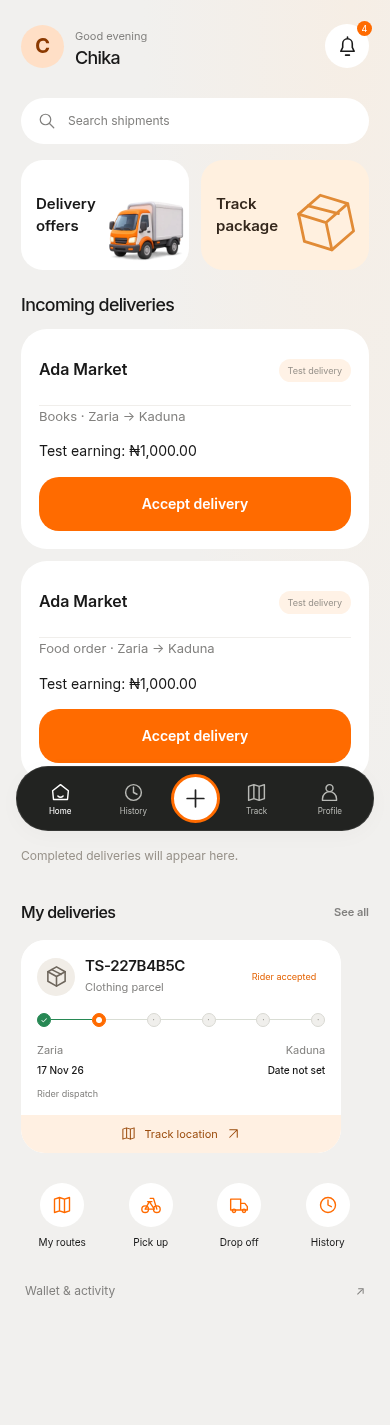 C
Good evening
Chika
4
Search shipments
Delivery
offers
Track
package
Incoming deliveries
Ada Market
Test delivery
Books · Zaria → Kaduna
Test earning: ₦1,000.00
Accept delivery
Ada Market
Test delivery
Food order · Zaria → Kaduna
Test earning: ₦1,000.00
Accept delivery
Home
History
Track
Profile
Completed deliveries will appear here.
My deliveries
See all
TS-227B4B5C
Clothing parcel
Rider accepted
Zaria
Kaduna
17 Nov 26
Date not set
Rider dispatch
Track location
My routes
Pick up
Drop off
History
Wallet & activity